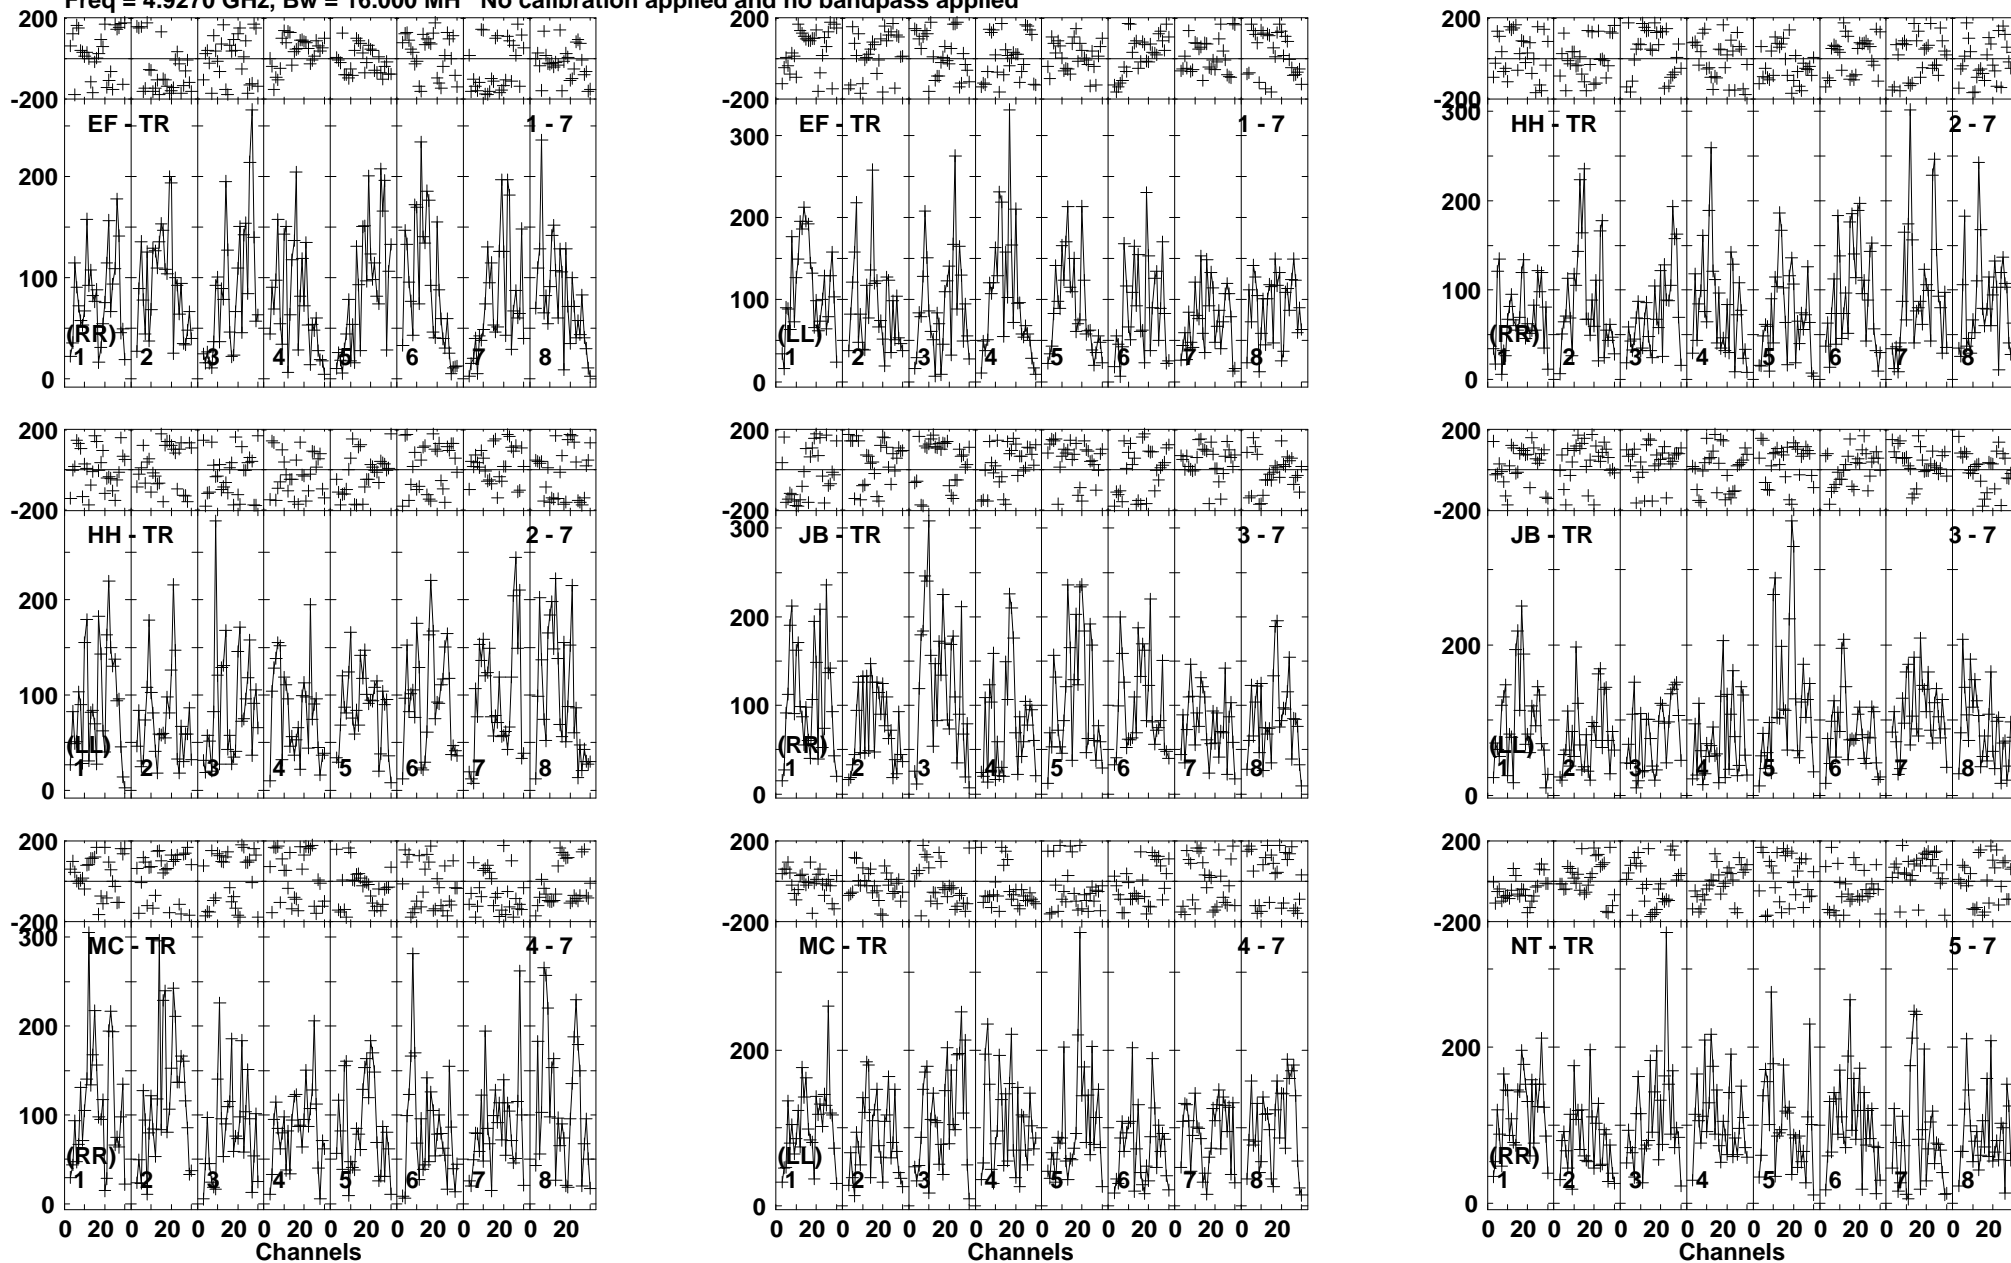 Freq = 4.9270 GHz, Bw = 16.000 MH No calibration applied and no bandpass applied
200 200 200
-200 -200 -200
EF - TR 1 - 7 EF - TR 1 - 7 HH - TR 2 - 7
300 300
200 200 200
100 100 100
(RR) (LL) (RR)
1 2 3 4 5 6 7 8 1 2 3 4 5 6 7 8 1 2 3 4 5 6 7 8
0 0 0
200 200 200
-200 -200 -200
HH - TR 2 - 7 JB - TR 3 - 7 JB - TR 3 - 7
300
200 200 200
100 100
(LL) (RR) (LL)
1 2 3 4 5 6 7 8 1 2 3 4 5 6 7 8 1 2 3 4 5 6 7 8
0 0 0
200 200 200
-200 -200 -200
300
MC - TR 4 - 7 MC - TR 4 - 7 NT - TR 5 - 7
200 200 200
100
(RR) (LL) (RR)
1 2 3 4 5 6 7 8 1 2 3 4 5 6 7 8 1 2 3 4 5 6 7 8
0 0 0
0 20 0 20 0 20 0 20 0 20 0 20 0 20 0 20 0 20 0 20 0 20 0 20 0 20 0 20 0 20 0 20 0 20 0 20 0 20 0 20 0 20 0 20 0 20 0 20
Channels Channels Channels